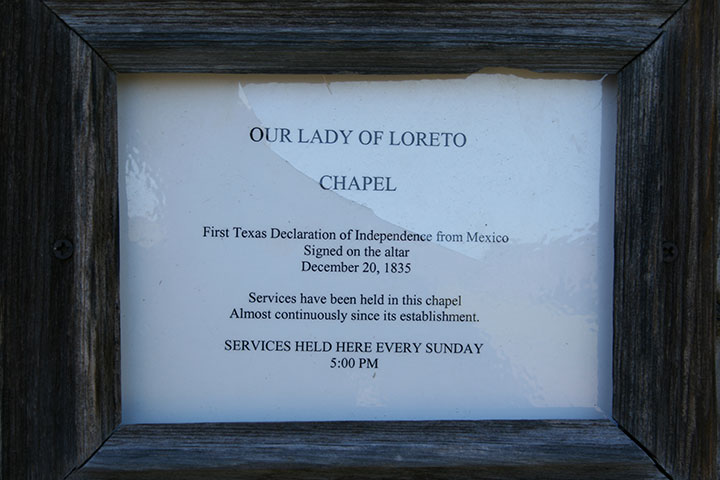 OUR LADY OF LORETO
CHAPEL
First Texas Declaration of Independence from Mexico
Signed on the altar
December 20, 1835
Services have been held in this chapel
Almost continuously since its establishment.
SERVICES HELD HERE EVERY SUNDAY
5:00 PM